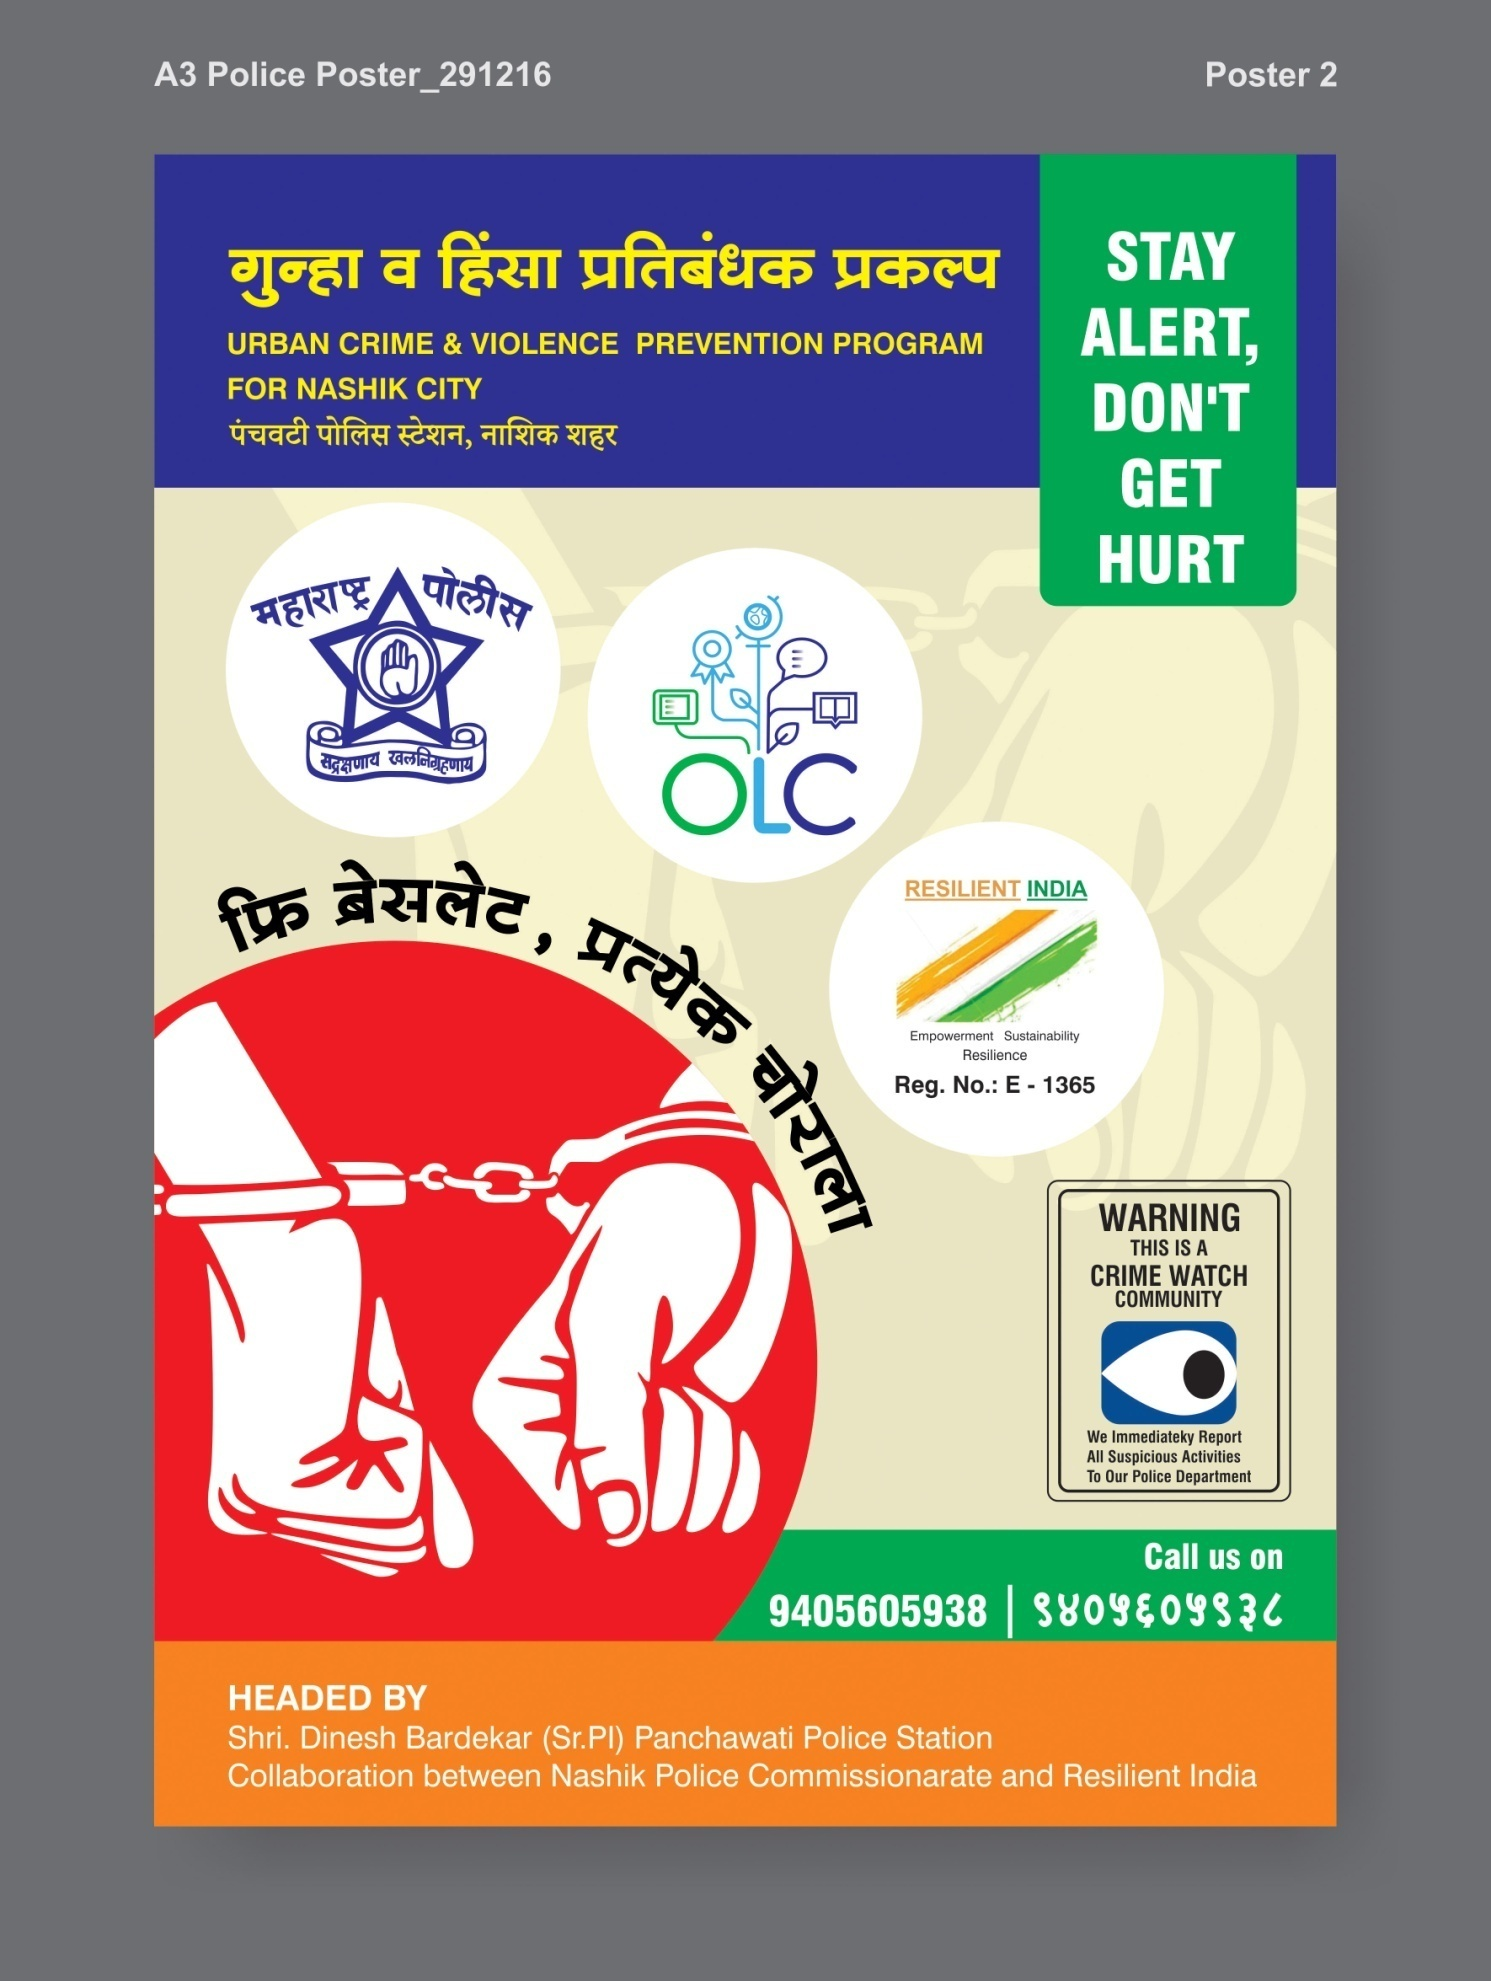 A3 Police Poster_291216
Poster 2
गुन्हा व हिंसा प्रतिबंधक प्रकल्प
URBAN CRIME & VIOLENCE PREVENTION PROGRAM
FOR NASHIK CITY
पंचवटी पोलिस स्टेशन, नाशिक शहर
STAY
ALERT,
DON'T
GET
HURT
महाराष्ट्र पोलीस
सद्रक्षणाय खलनिग्रहणाय
OLC
RESILIENT INDIA
Empowerment Sustainability
Resilience
Reg. No.: E - 1365
फ्रि ब्रेसलेट, प्रत्येक चोराला
WARNING
THIS IS A
CRIME WATCH
COMMUNITY
We Immediateky Report
All Suspicious Activities
To Our Police Department
Call us on
9405605938 | ९४०५६०५९३८
HEADED BY
Shri. Dinesh Bardekar (Sr.PI) Panchawati Police Station
Collaboration between Nashik Police Commissionarate and Resilient India